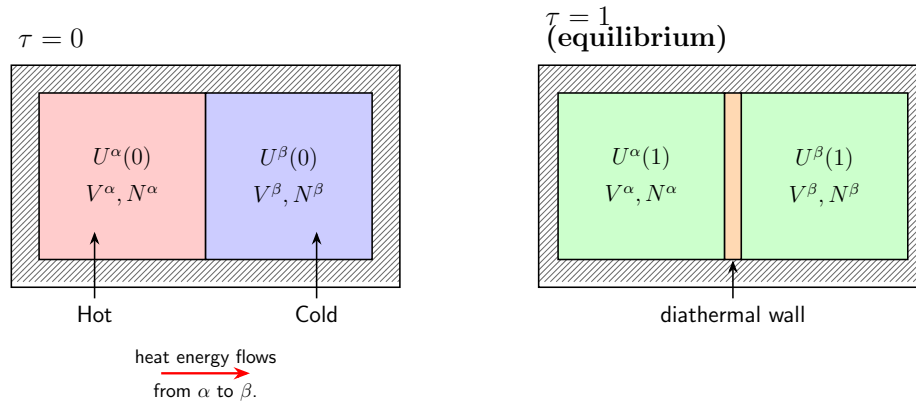 τ = 0
U^α(0)
V^α, N^α
U^β(0)
V^β, N^β
Hot
Cold
heat energy flows
from α to β.
τ = 1
(equilibrium)
U^α(1)
V^α, N^α
U^β(1)
V^β, N^β
diathermal wall